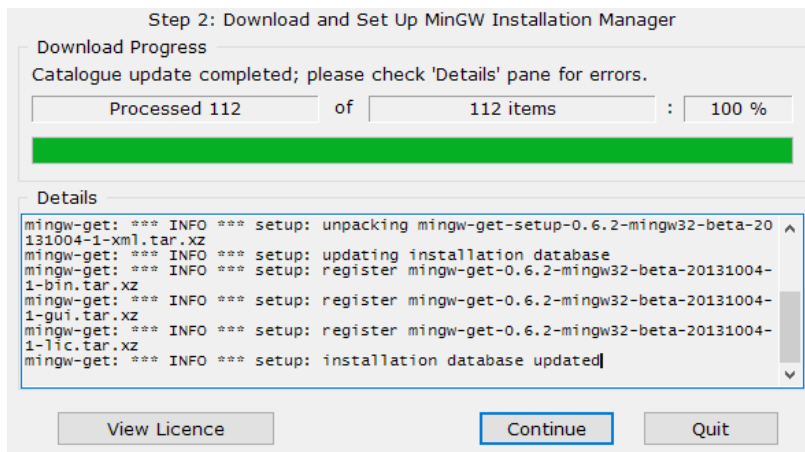 Step 2: Download and Set Up MinGW Installation Manager
Download Progress
Catalogue update completed; please check 'Details' pane for errors.
Processed 112 of 112 items : 100 %
Details
mingw-get: *** INFO *** setup: unpacking mingw-get-setup-0.6.2-mingw32-beta-20
131004-1-xml.tar.xz
mingw-get: *** INFO *** setup: updating installation database
mingw-get: *** INFO *** setup: register mingw-get-0.6.2-mingw32-beta-20131004-
1-bin.tar.xz
mingw-get: *** INFO *** setup: register mingw-get-0.6.2-mingw32-beta-20131004-
1-gui.tar.xz
mingw-get: *** INFO *** setup: register mingw-get-0.6.2-mingw32-beta-20131004-
1-lic.tar.xz
mingw-get: *** INFO *** setup: installation database updated
View Licence Continue Quit